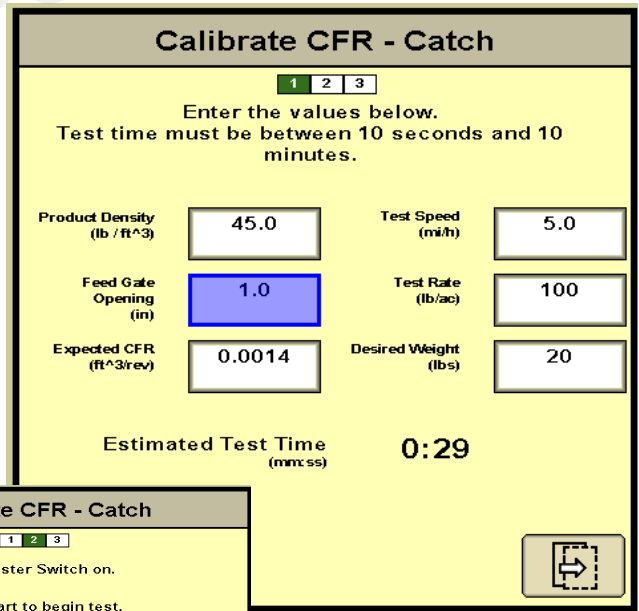 Calibrate CFR - Catch
1 2 3
Enter the values below.
Test time must be between 10 seconds and 10
minutes.
Product Density
(lb / ft^3)
45.0
Test Speed
(mi/h)
5.0
Feed Gate
Opening
(in)
1.0
Test Rate
(lb/ac)
100
Expected CFR
(ft^3/rev)
0.0014
Desired Weight
(lbs)
20
Estimated Test Time
(mm:ss)
0:29
e CFR - Catch
1 2 3
ster Switch on.
art to begin test.